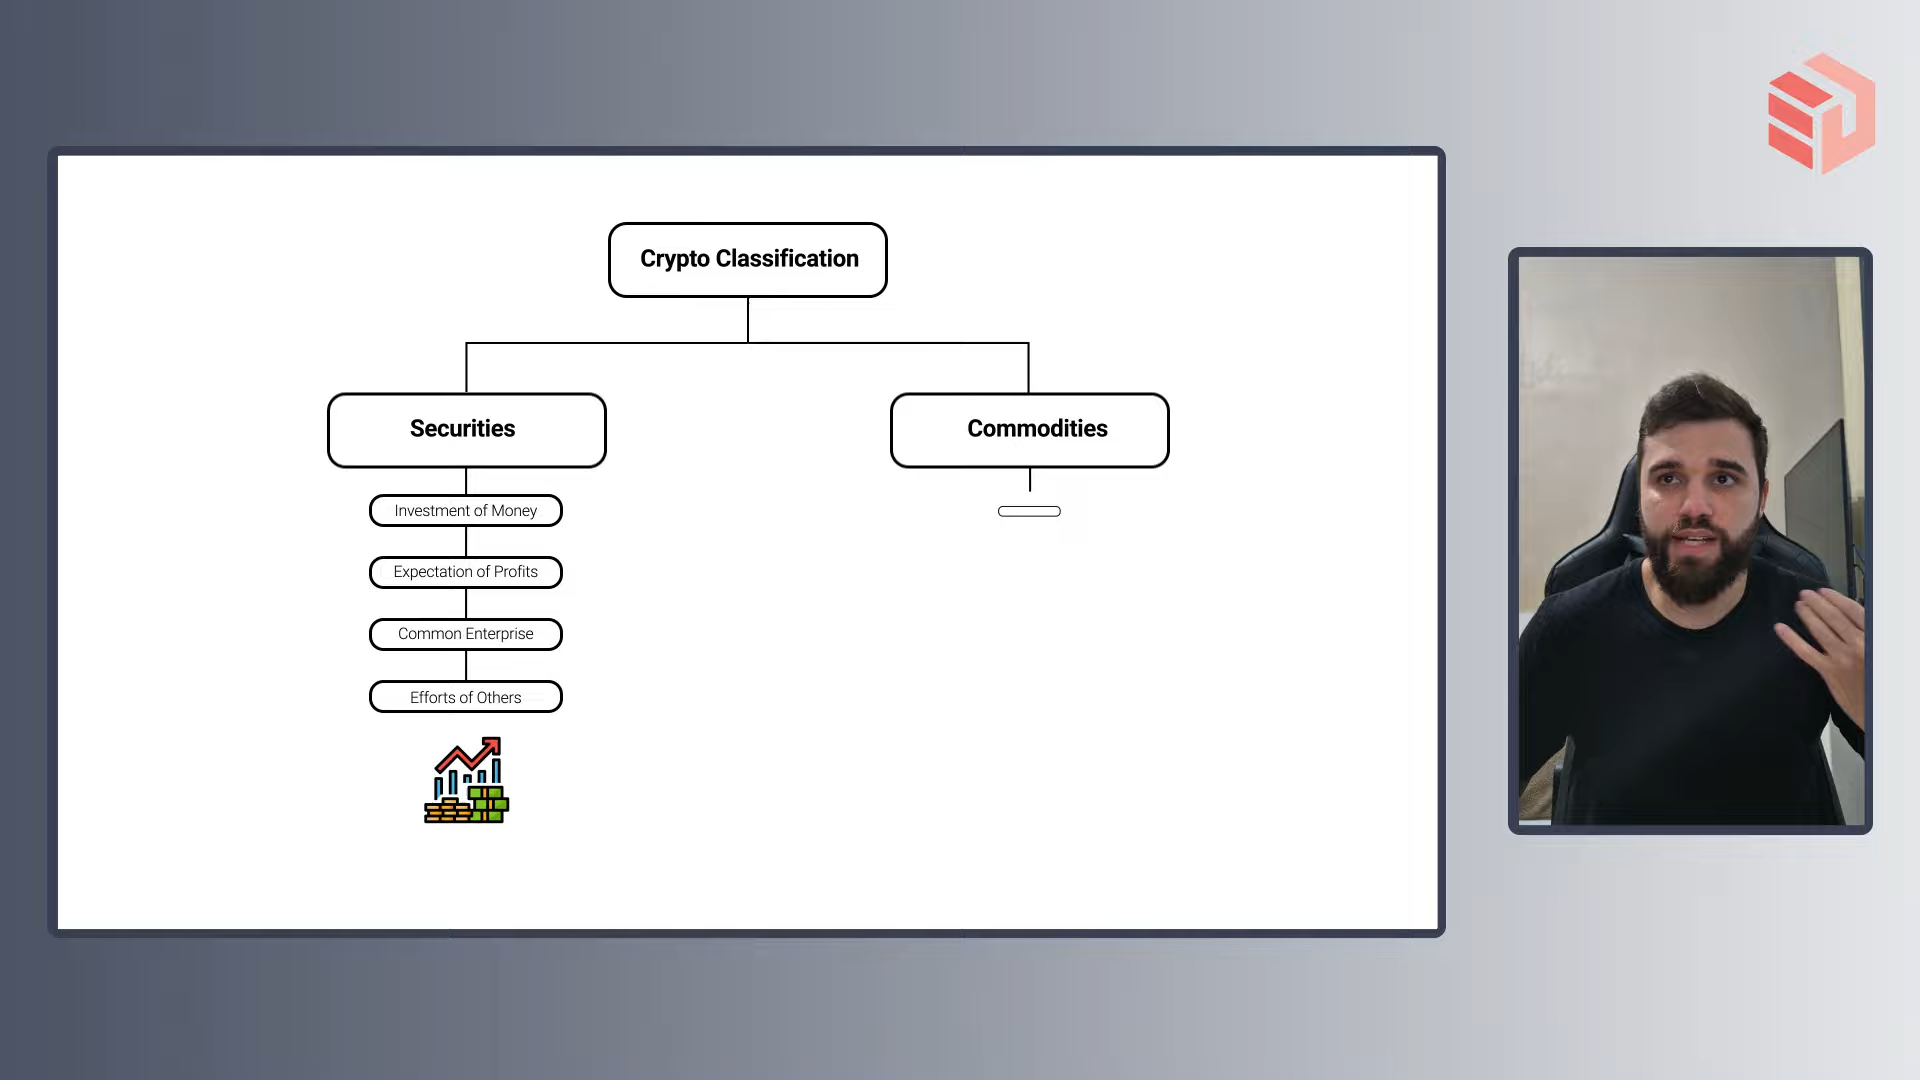 Crypto Classification
Securities
Commodities
Investment of Money
Expectation of Profits
Common Enterprise
Efforts of Others